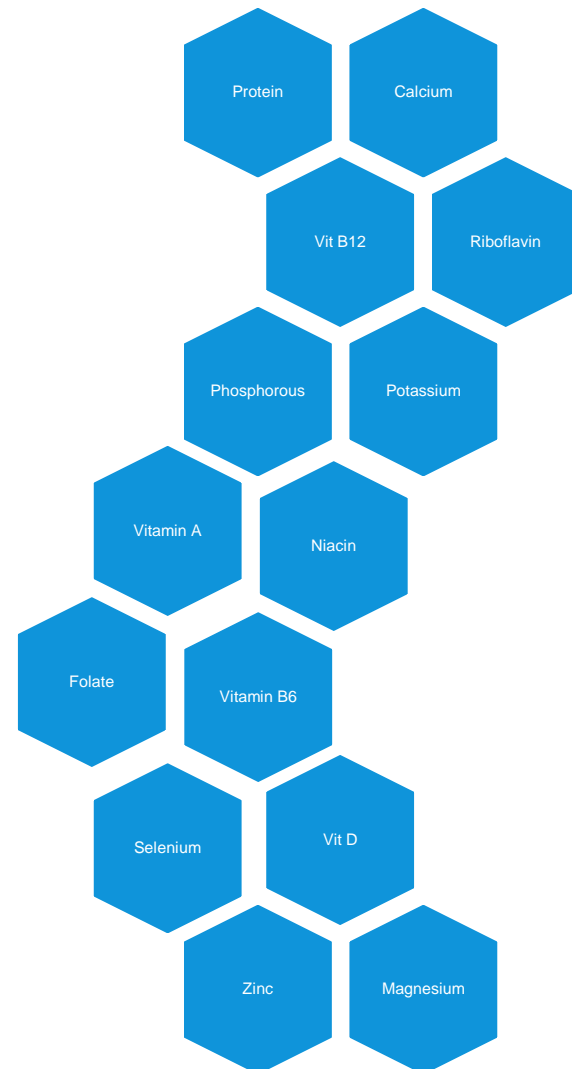 Protein
Calcium
Vit B12
Riboflavin
Phosphorous
Potassium
Vitamin A
Niacin
Folate
Vitamin B6
Selenium
Vit D
Zinc
Magnesium